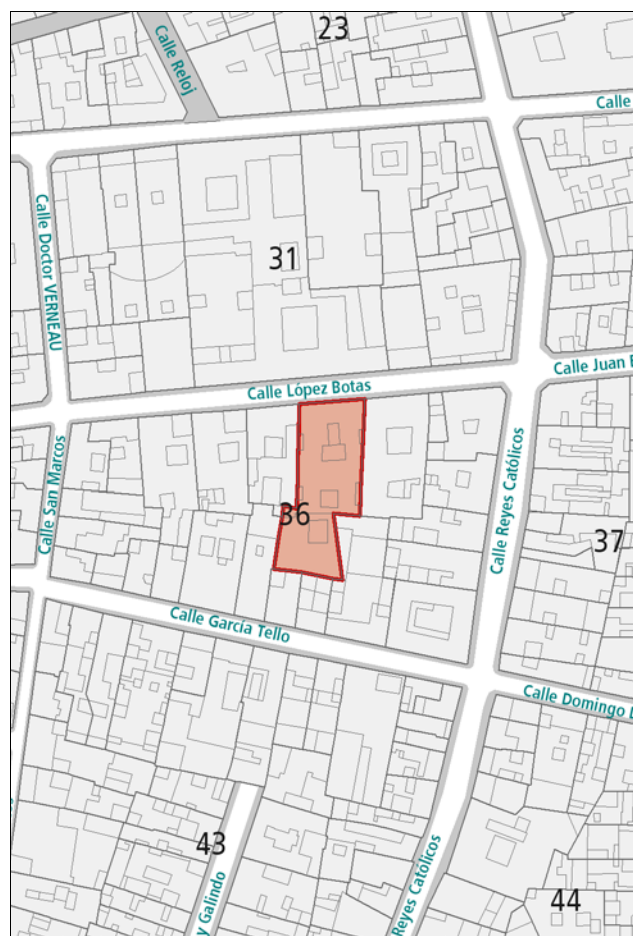 23
Calle Reloj
Calle
Calle Doctor VERNEAU
31
Calle Juan
Calle López Botas
Calle San Marcos
Calle Reyes Católicos
36
37
Calle García Tello
Calle Domingo
43
y Galindo
Reyes Católicos
44